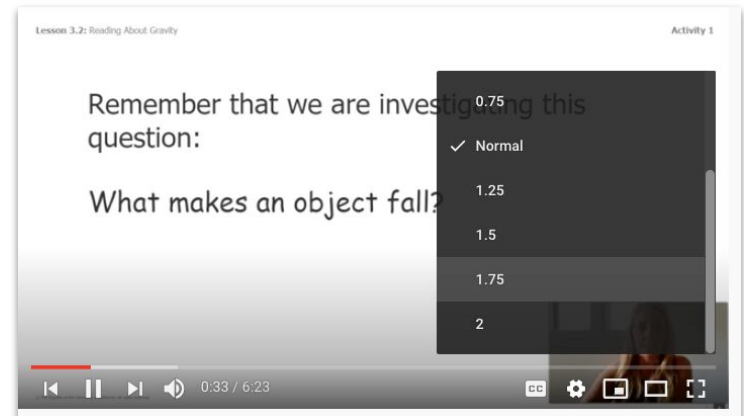 Lesson 3.2: Reading About Gravity
Activity 1
Remember that we are investigating this
question:
What makes an object fall?
0.75
Normal
1.25
1.5
1.75
2
0:33 / 6:23
CC